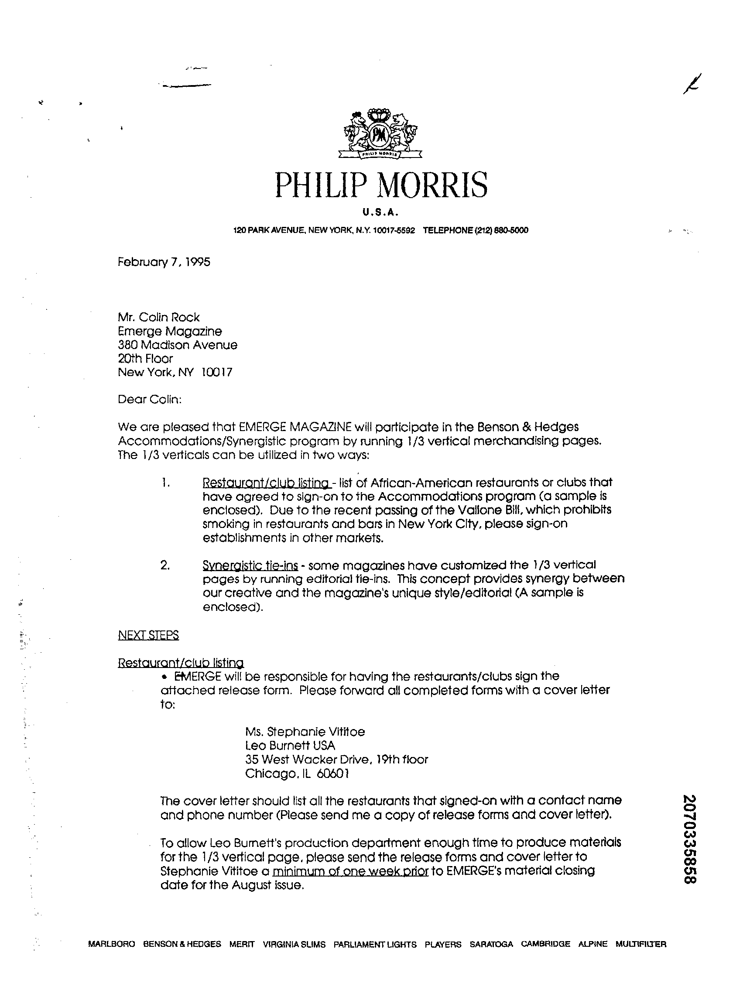 PM
PHILIP MORRIS
PHILIP MORRIS
U.S.A.
120 PARK AVENUE, NEW YORK, N.Y. 10017-5592 TELEPHONE (212) 880-5000
February 7, 1995
Mr. Colin Rock
Emerge Magazine
380 Madison Avenue
20th Floor
New York, NY 10017
Dear Colin:
We are pleased that EMERGE MAGAZINE will participate in the Benson & Hedges
Accommodations/Synergistic program by running 1/3 vertical merchandising pages.
The 1/3 verticals can be utilized in two ways:
1. Restaurant/club listing - list of African-American restaurants or clubs that
have agreed to sign-on to the Accommodations program (a sample is
enclosed). Due to the recent passing of the Vallone Bill, which prohibits
smoking in restaurants and bars in New York City, please sign-on
establishments in other markets.
2. Synergistic tie-ins - some magazines have customized the 1/3 vertical
pages by running editorial tie-ins. This concept provides synergy between
our creative and the magazine's unique style/editorial (A sample is
enclosed).
NEXT STEPS
Restaurant/club listing
• EMERGE will be responsible for having the restaurants/clubs sign the
attached release form. Please forward all completed forms with a cover letter
to:
Ms. Stephanie Vititoe
Leo Burnett USA
35 West Wacker Drive, 19th floor
Chicago, IL 60601
The cover letter should list all the restaurants that signed-on with a contact name
and phone number (Please send me a copy of release forms and cover letter).
To allow Leo Burnett's production department enough time to produce materials
for the 1/3 vertical page, please send the release forms and cover letter to
Stephanie Vititoe a minimum of one week prior to EMERGE's material closing
date for the August issue.
2070335858
MARLBORO BENSON & HEDGES MERIT VIRGINIA SLIMS PARLIAMENT LIGHTS PLAYERS SARATOGA CAMBRIDGE ALPINE MULTIFILTER